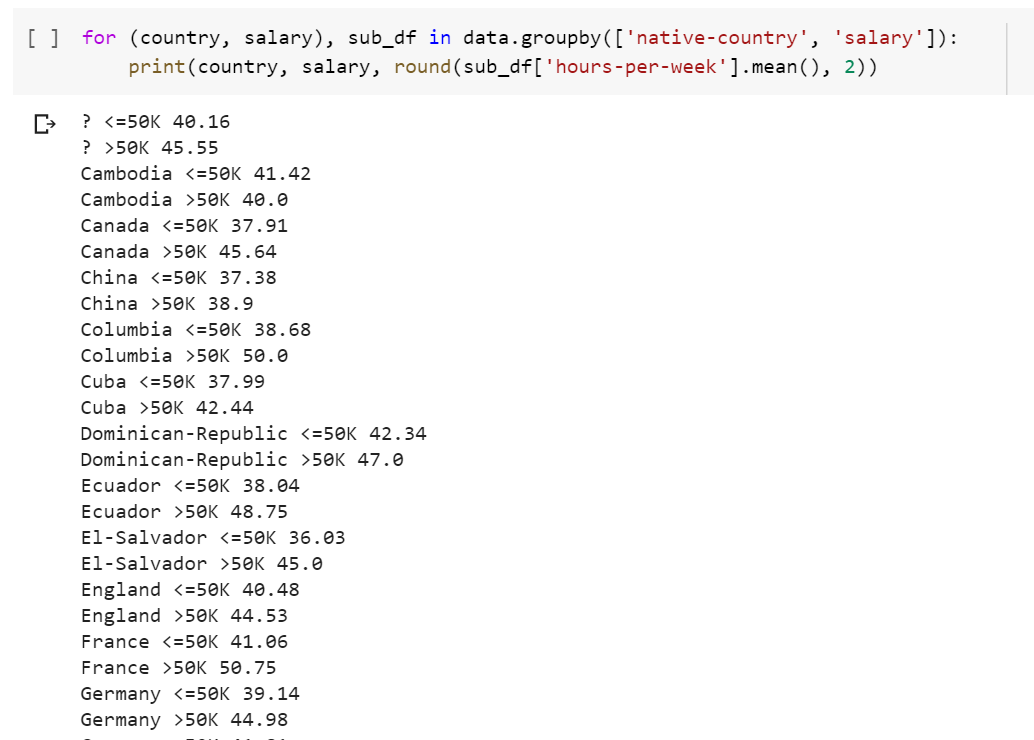 [ ] for (country, salary), sub_df in data.groupby(['native-country', 'salary']):
print(country, salary, round(sub_df['hours-per-week'].mean(), 2))
? <=50K 40.16
? >50K 45.55
Cambodia <=50K 41.42
Cambodia >50K 40.0
Canada <=50K 37.91
Canada >50K 45.64
China <=50K 37.38
China >50K 38.9
Columbia <=50K 38.68
Columbia >50K 50.0
Cuba <=50K 37.99
Cuba >50K 42.44
Dominican-Republic <=50K 42.34
Dominican-Republic >50K 47.0
Ecuador <=50K 38.04
Ecuador >50K 48.75
El-Salvador <=50K 36.03
El-Salvador >50K 45.0
England <=50K 40.48
England >50K 44.53
France <=50K 41.06
France >50K 50.75
Germany <=50K 39.14
Germany >50K 44.98